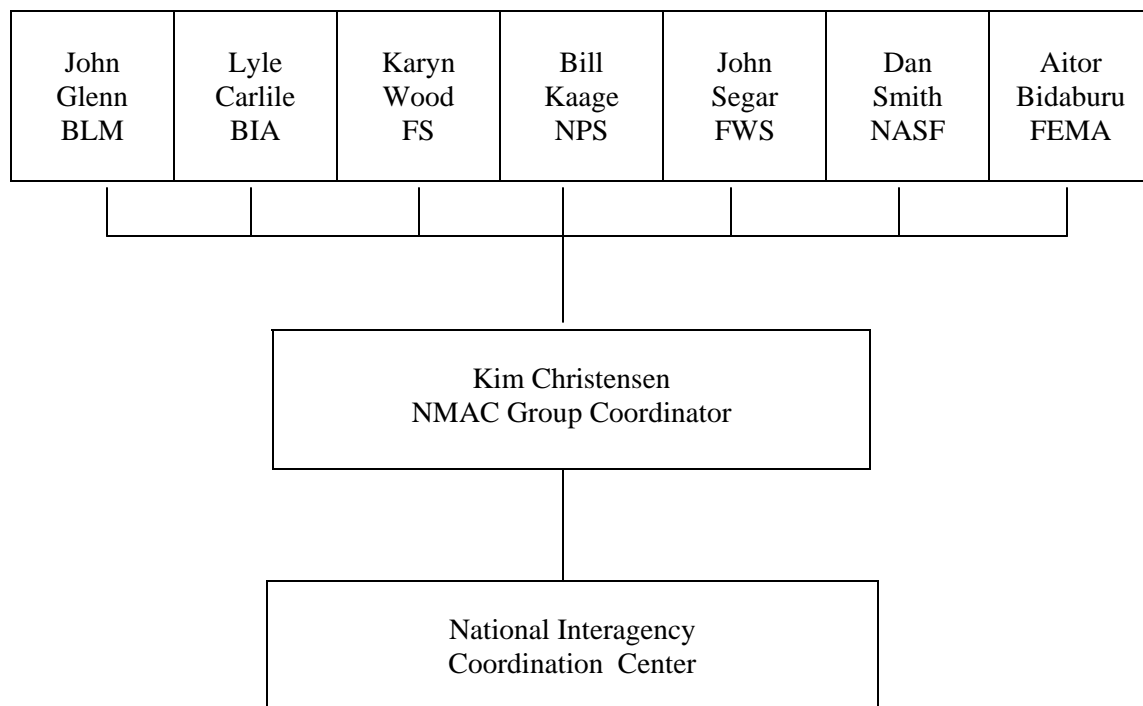 John
Glenn
BLM
Lyle
Carlile
BIA
Karyn
Wood
FS
Bill
Kaage
NPS
John
Segar
FWS
Dan
Smith
NASF
Aitor
Bidaburu
FEMA
Kim Christensen
NMAC Group Coordinator
National Interagency
Coordination Center